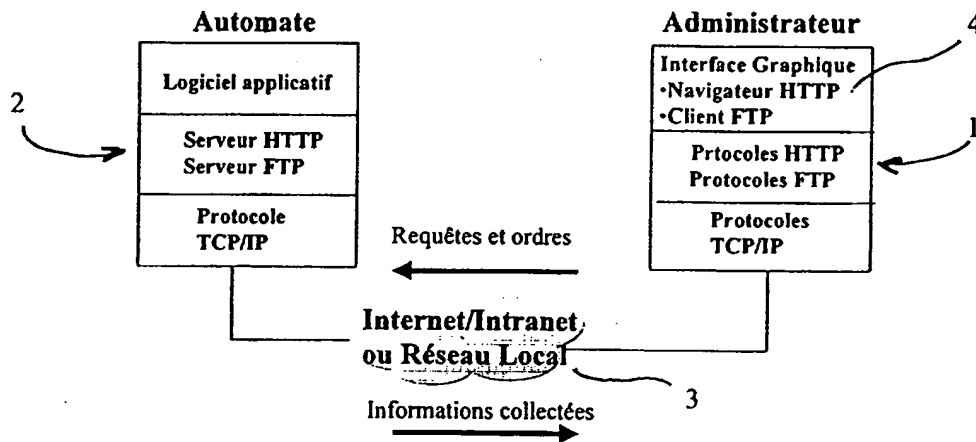 Automate
Logiciel applicatif
Serveur HTTP
Serveur FTP
Protocole
TCP/IP
2
Administrateur
Interface Graphique
•Navigateur HTTP
•Client FTP
Prtocoles HTTP
Protocoles FTP
Protocoles
TCP/IP
4
1
Requêtes et ordres
Internet/Intranet
ou Réseau Local
3
Informations collectées